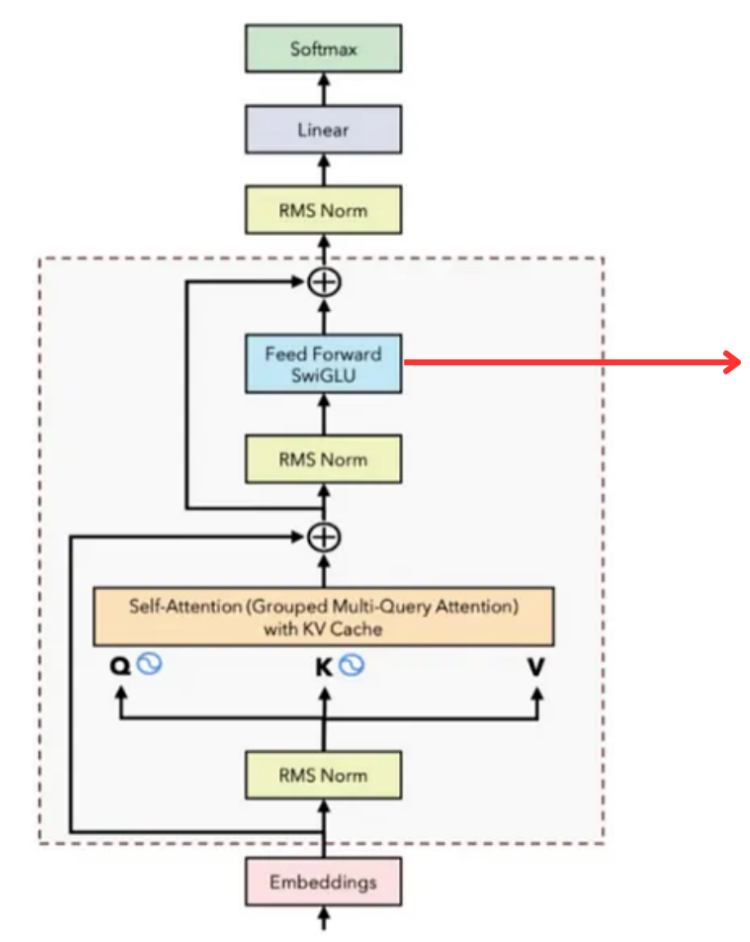 Softmax
Linear
RMS Norm
Feed Forward
SwiGLU
RMS Norm
Self-Attention (Grouped Multi-Query Attention)
with KV Cache
Q K V
RMS Norm
Embeddings